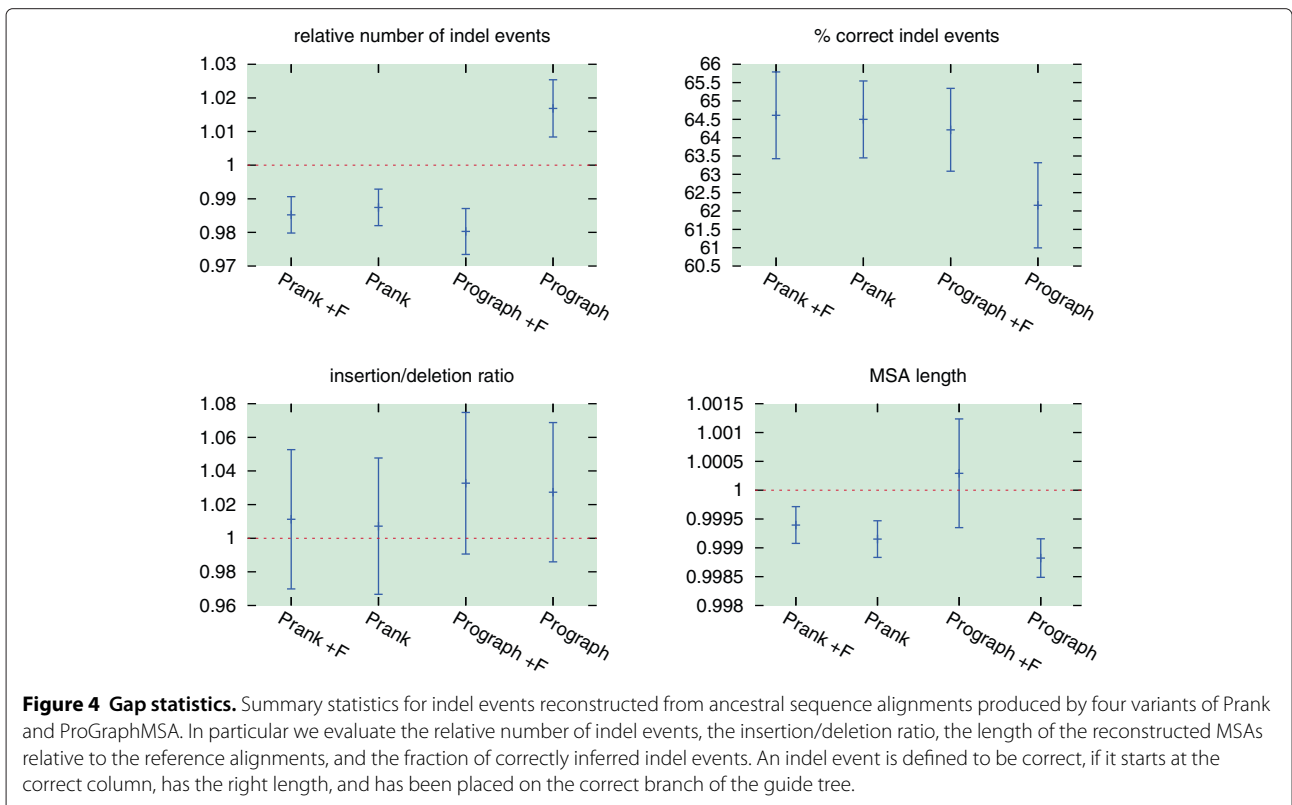 relative number of indel events
1.03
1.02
1.01
1
0.99
0.98
0.97
Prank +F
Prank
Prograph +F
Prograph
% correct indel events
66
65.5
65
64.5
64
63.5
63
62.5
62
61.5
61
60.5
Prank +F
Prank
Prograph +F
Prograph
insertion/deletion ratio
1.08
1.06
1.04
1.02
1
0.98
0.96
Prank +F
Prank
Prograph +F
Prograph
MSA length
1.0015
1.001
1.0005
1
0.9995
0.999
0.9985
0.998
Prank +F
Prank
Prograph +F
Prograph
Figure 4 Gap statistics. Summary statistics for indel events reconstructed from ancestral sequence alignments produced by four variants of Prank
and ProGraphMSA. In particular we evaluate the relative number of indel events, the insertion/deletion ratio, the length of the reconstructed MSAs
relative to the reference alignments, and the fraction of correctly inferred indel events. An indel event is defined to be correct, if it starts at the
correct column, has the right length, and has been placed on the correct branch of the guide tree.